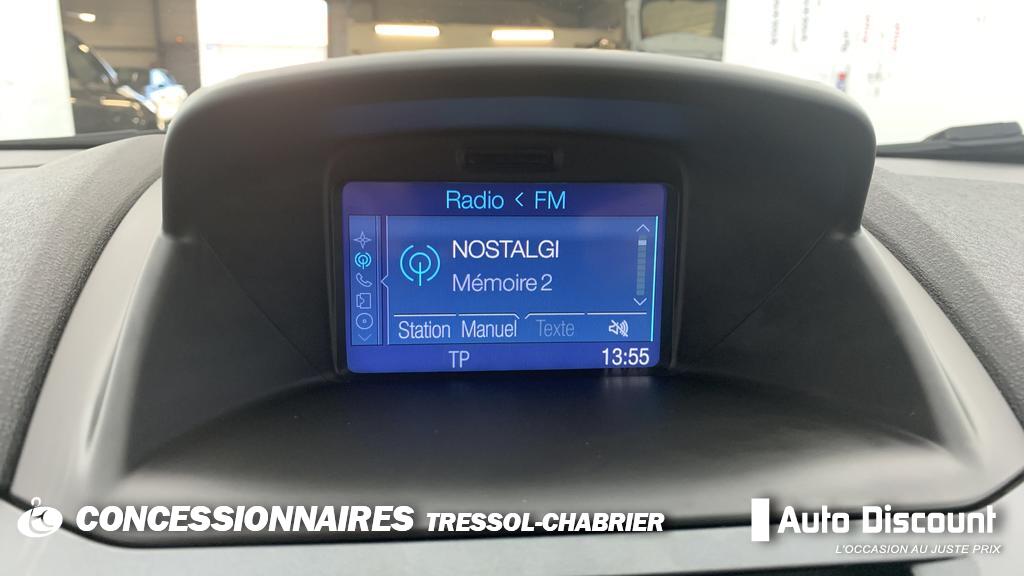 Radio < FM
NOSTALGI
Mémoire 2
Station Manuel Texte
TP 13:55
CONCESSIONNAIRES TRESSOL-CHABRIER
Auto Discount
L'OCCASION AU JUSTE PRIX